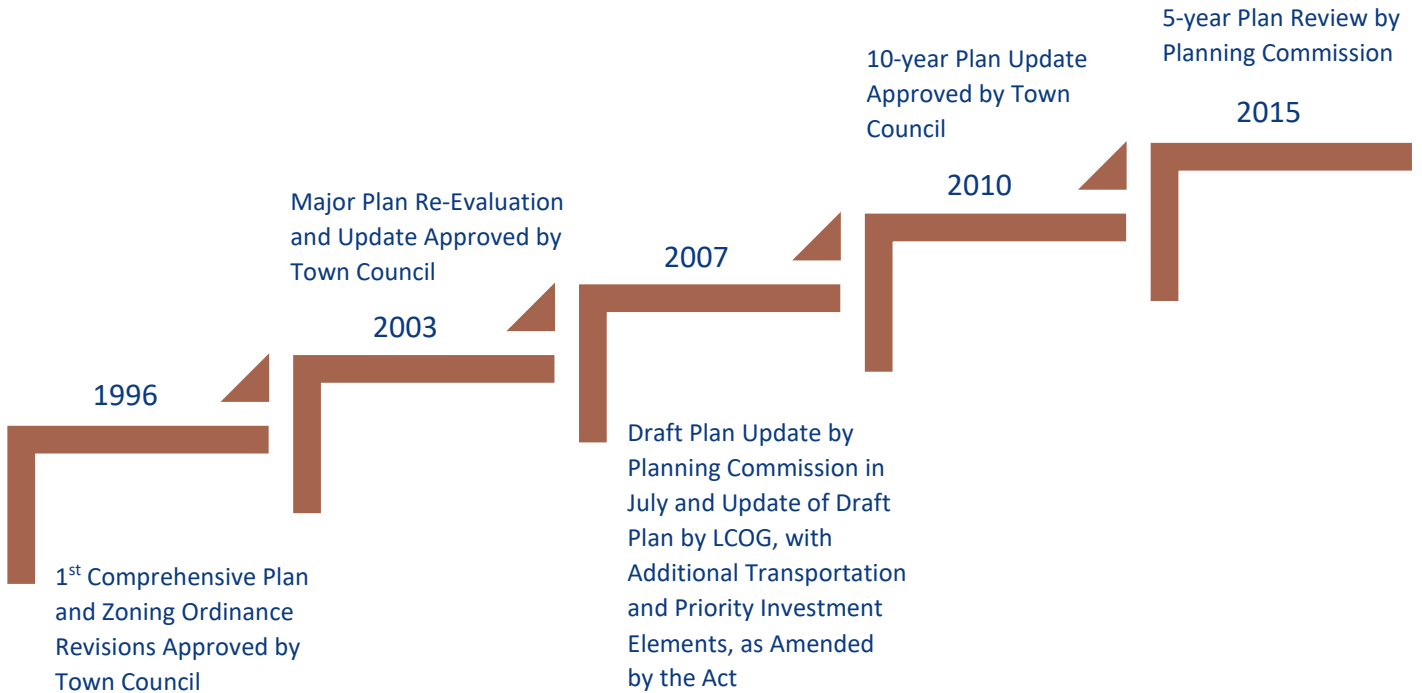 1996
1st Comprehensive Plan
and Zoning Ordinance
Revisions Approved by
Town Council
Major Plan Re-Evaluation
and Update Approved by
Town Council
2003
2007
Draft Plan Update by
Planning Commission in
July and Update of Draft
Plan by LCOG, with
Additional Transportation
and Priority Investment
Elements, as Amended
by the Act
10-year Plan Update
Approved by Town
Council
2010
5-year Plan Review by
Planning Commission
2015